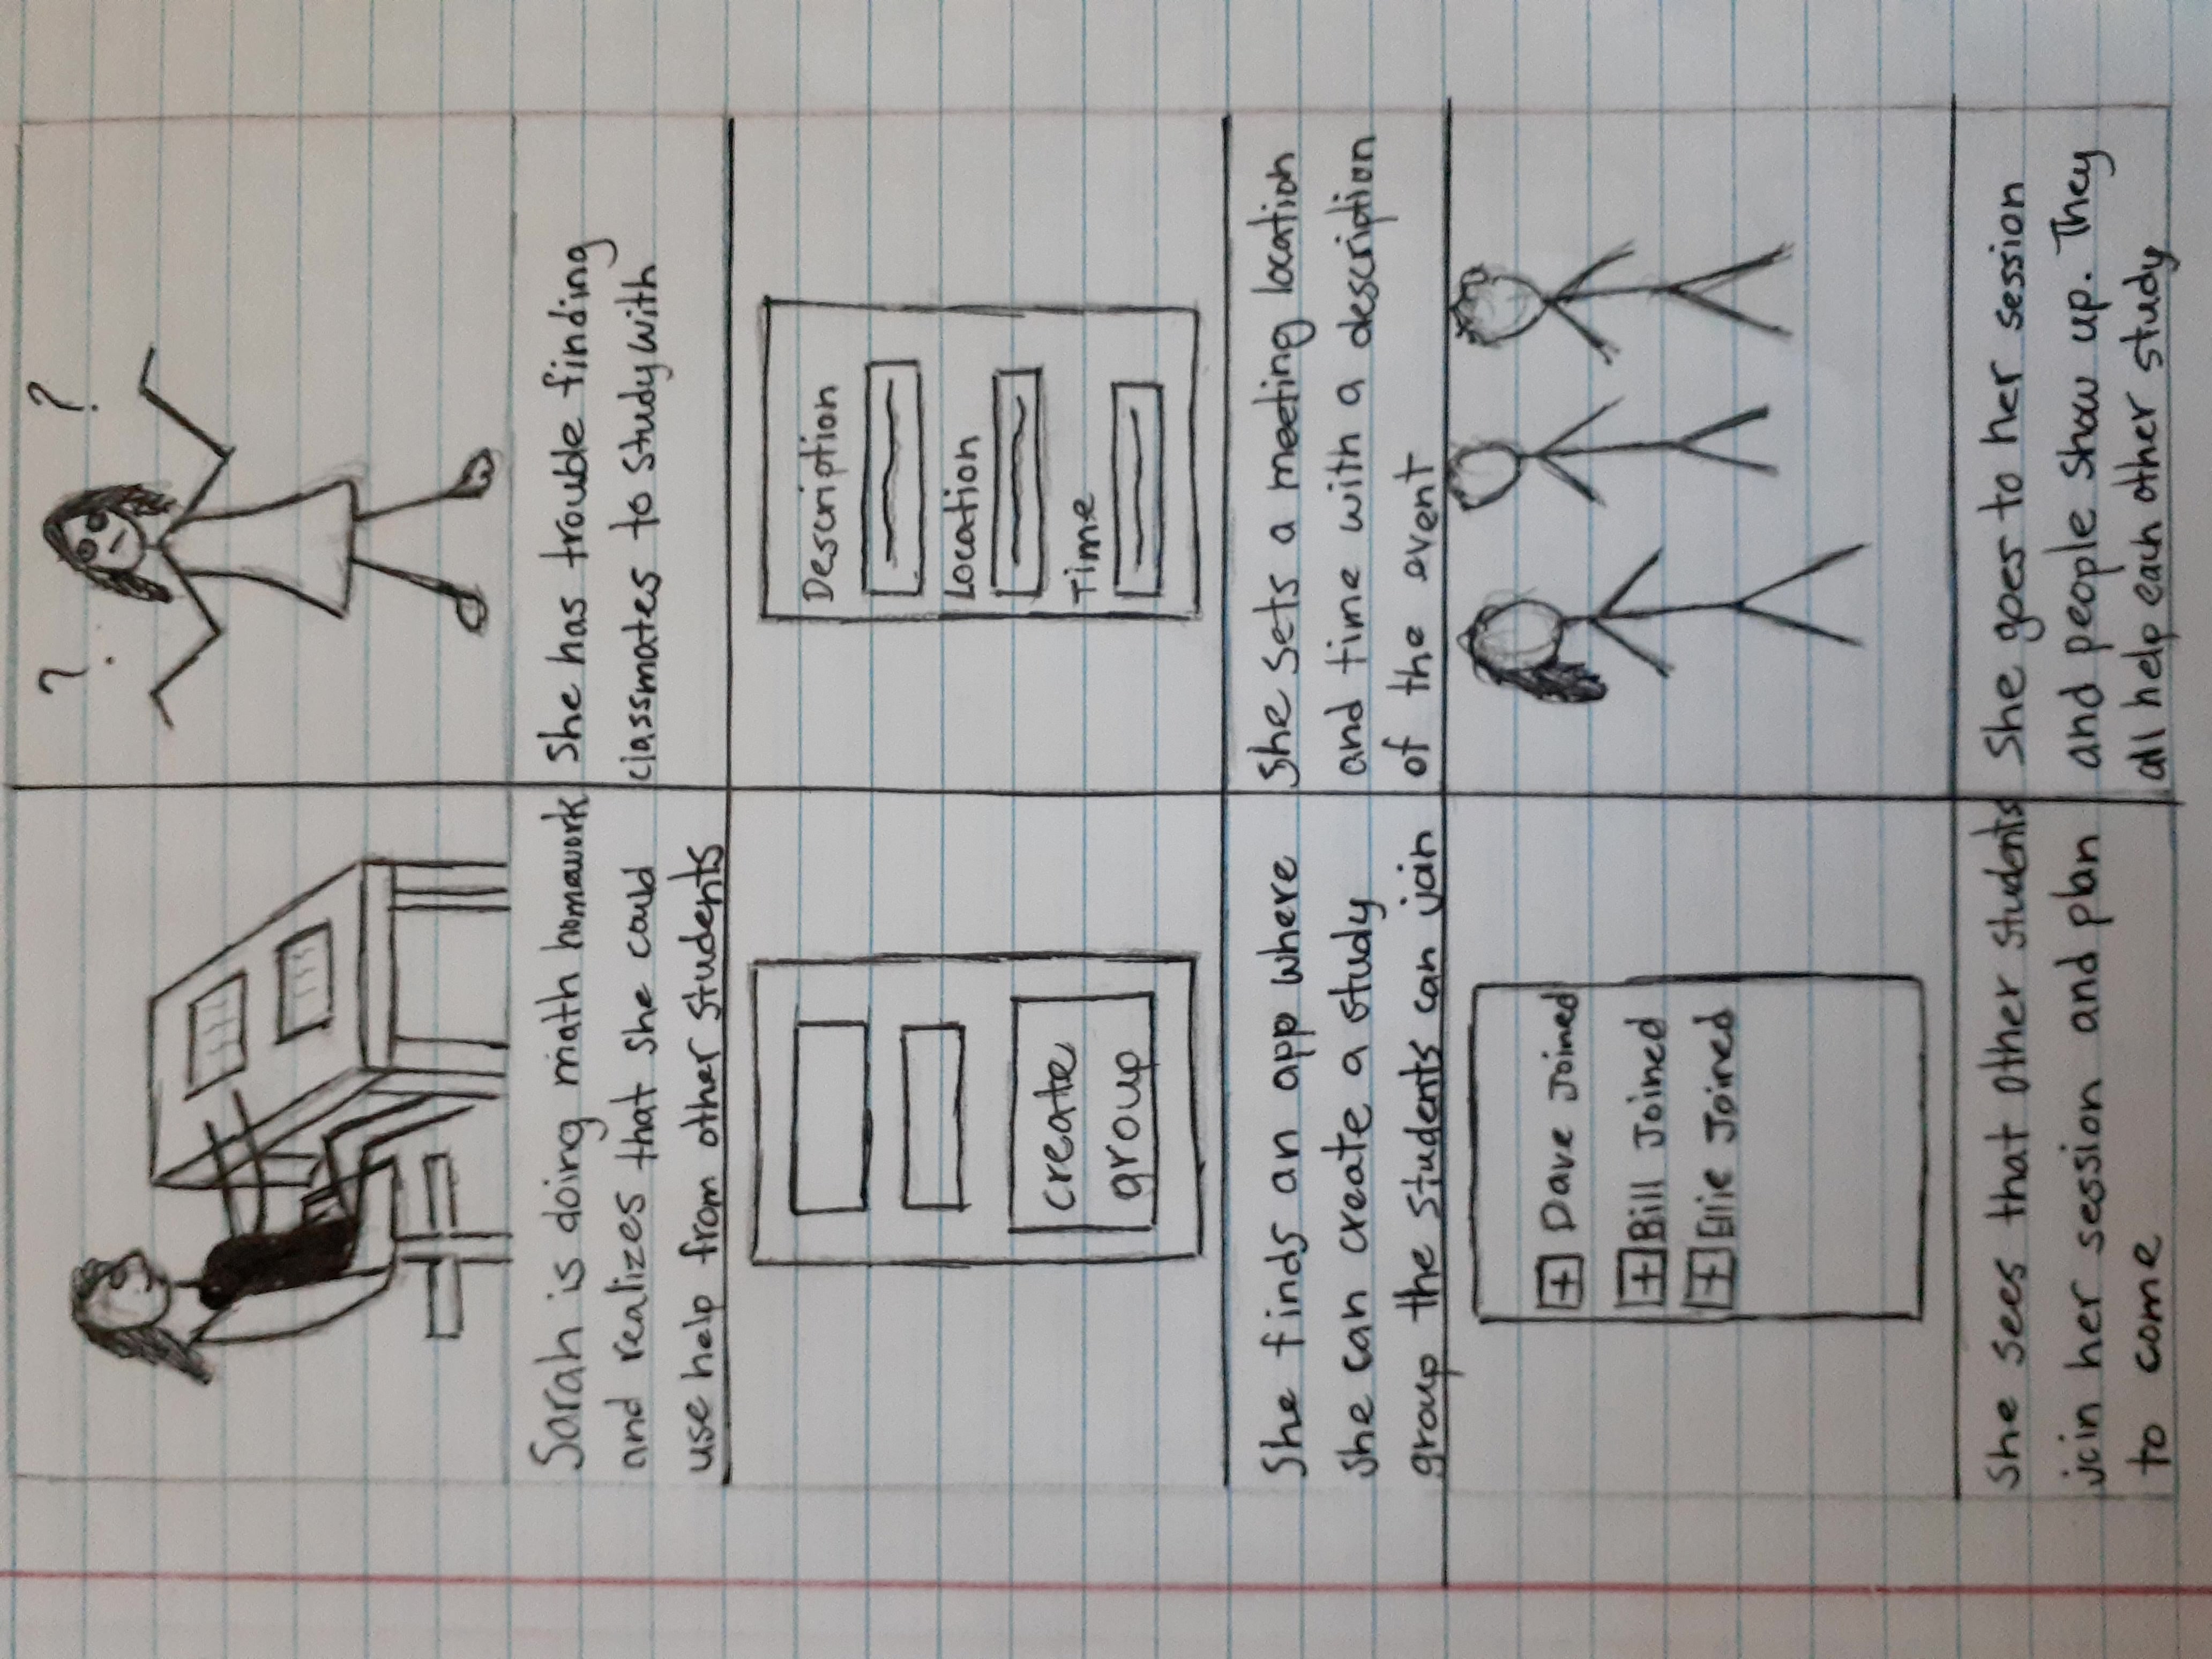 ?
?
Sarah is doing math homework
and realizes that she could
use help from other students
She has trouble finding
classmates to study with
create
group
Description
Location
Time
She finds an app where
she can create a study
group the students can join
She sets a meeting location
and time with a description
of the event
+ Dave Joined
+ Bill Joined
+ Ellie Joined
She sees that other students
join her session and plan
to come
She goes to her session
and people show up. They
all help each other study